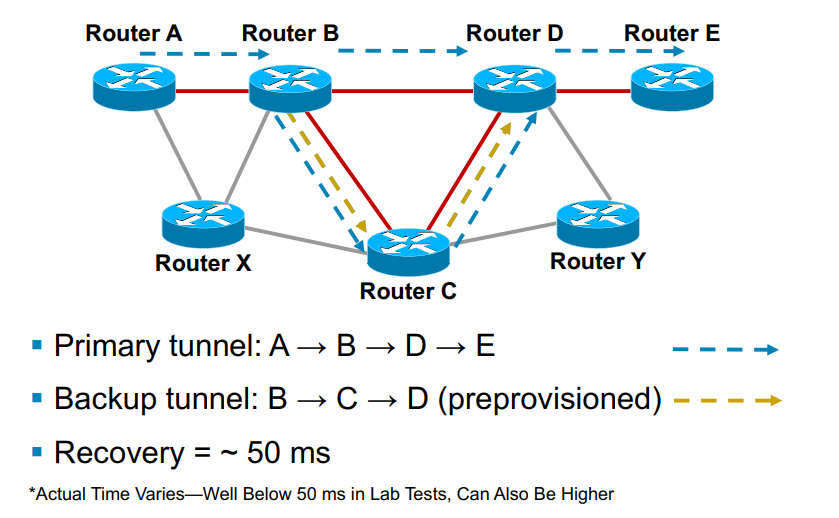 Router A
Router B
Router D
Router E
Router X
Router Y
Router C
▪ Primary tunnel: A → B → D → E
▪ Backup tunnel: B → C → D (preprovisioned)
▪ Recovery = ~ 50 ms
*Actual Time Varies—Well Below 50 ms in Lab Tests, Can Also Be Higher